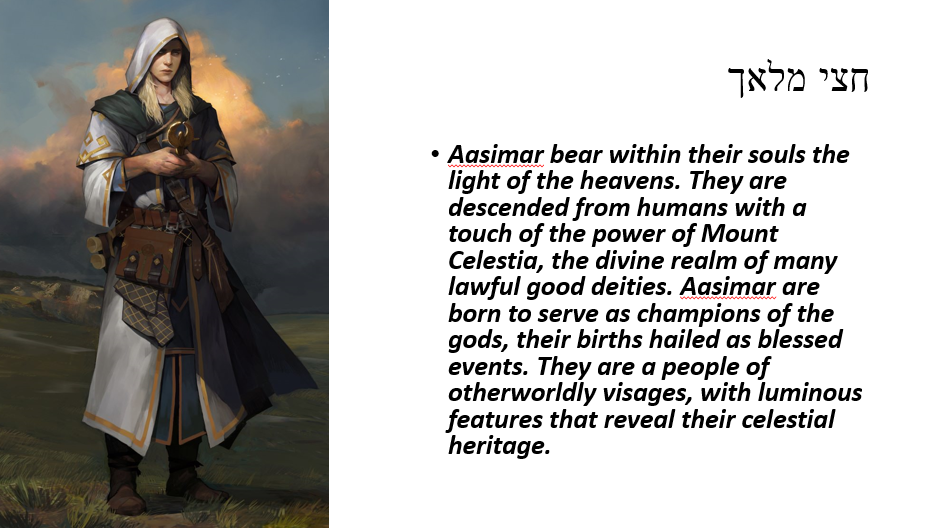 חצי מלאך
• Aasimar bear within their souls the
light of the heavens. They are
descended from humans with a
touch of the power of Mount
Celestia, the divine realm of many
lawful good deities. Aasimar are
born to serve as champions of the
gods, their births hailed as blessed
events. They are a people of
otherworldly visages, with luminous
features that reveal their celestial
heritage.